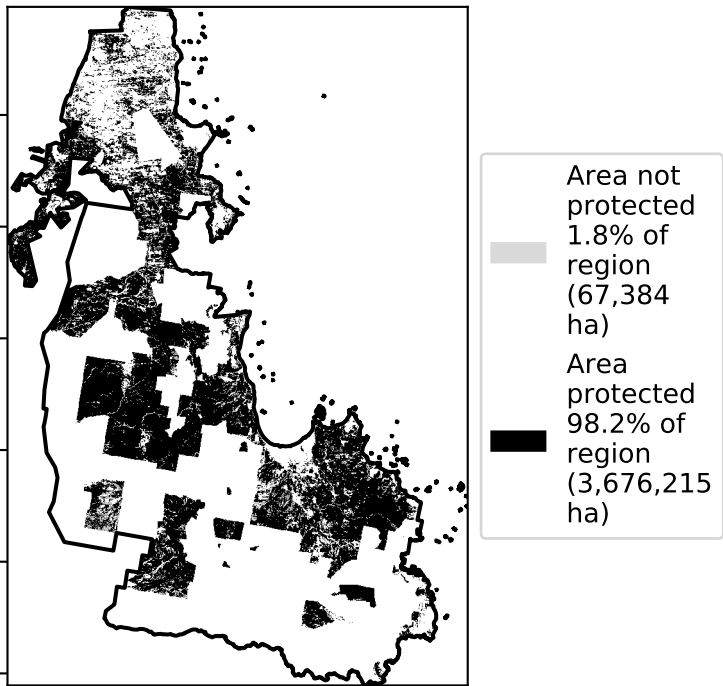 Area not
protected
1.8% of
region
(67,384
ha)
Area
protected
98.2% of
region
(3,676,215
ha)